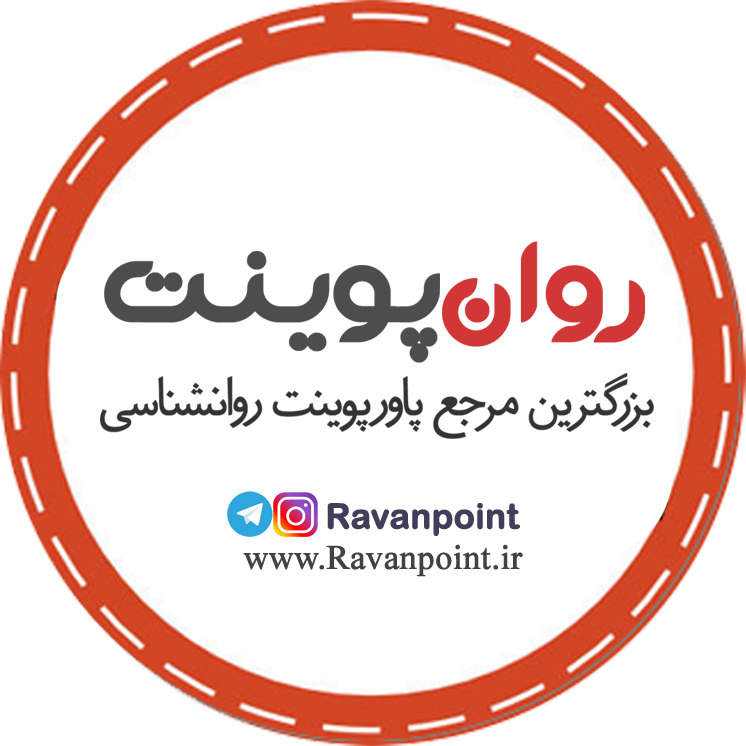 روان‌پوینت
بزرگترین مرجع پاورپوینت روانشناسی
Ravanpoint
www.Ravanpoint.ir